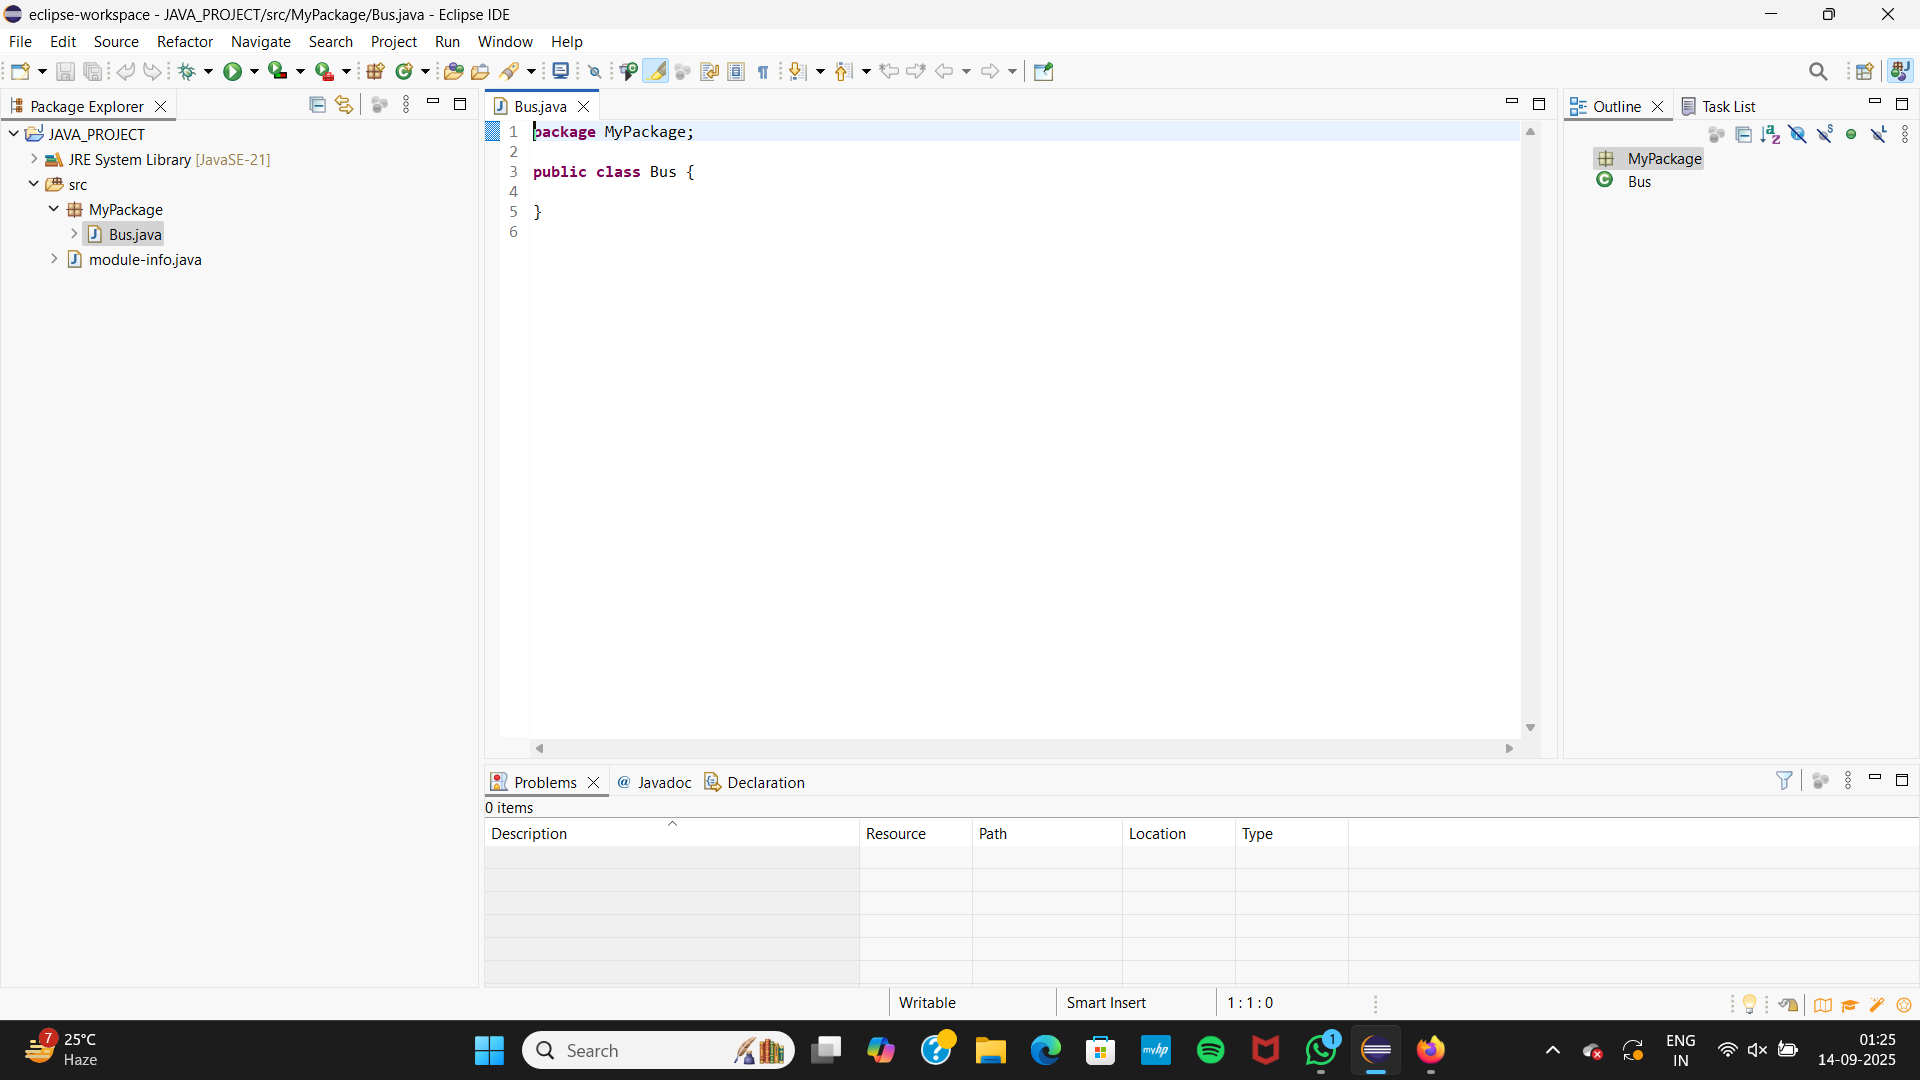 eclipse-workspace - JAVA_PROJECT/src/MyPackage/Bus.java - Eclipse IDE
File Edit Source Refactor Navigate Search Project Run Window Help
Package Explorer
JAVA_PROJECT
JRE System Library [JavaSE-21]
src
MyPackage
Bus.java
module-info.java
Bus.java
1 package MyPackage;
2
3 public class Bus {
4
5 }
6
Outline Task List
MyPackage
Bus
Problems @ Javadoc Declaration
0 items
Description Resource Path Location Type
Writable Smart Insert 1 : 1 : 0
7 25°C
Haze
Search
myhp
1
ENG
IN
01:25
14-09-2025